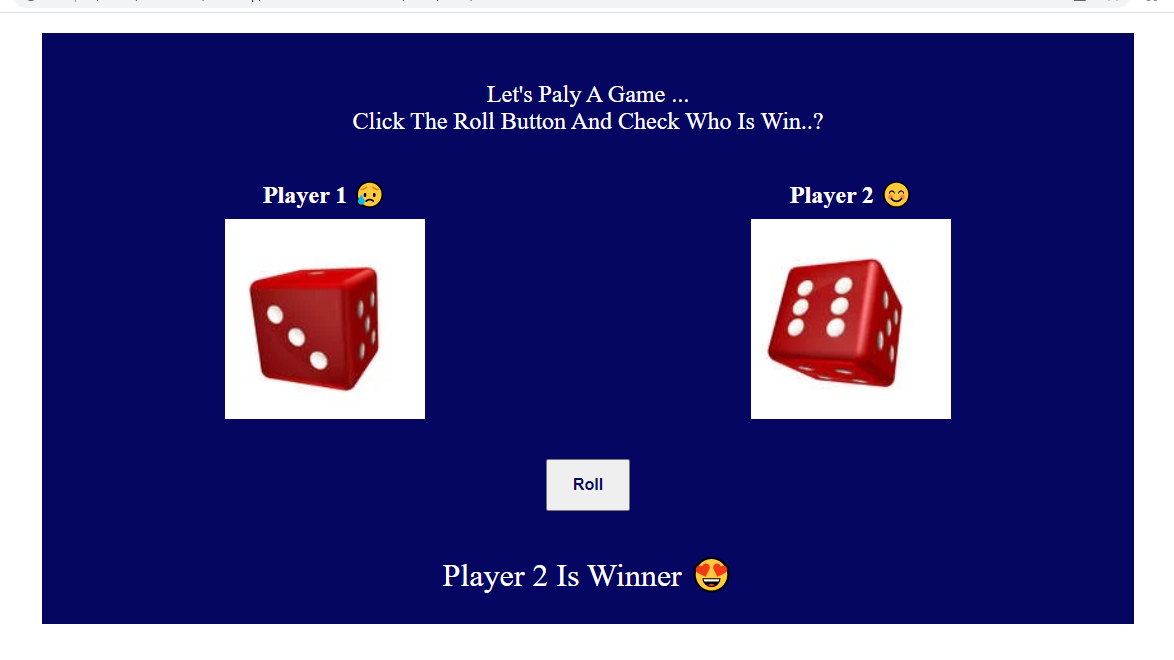 Let's Paly A Game ...
Click The Roll Button And Check Who Is Win..?
Player 1 😥
Player 2 😊
Roll
Player 2 Is Winner 😍